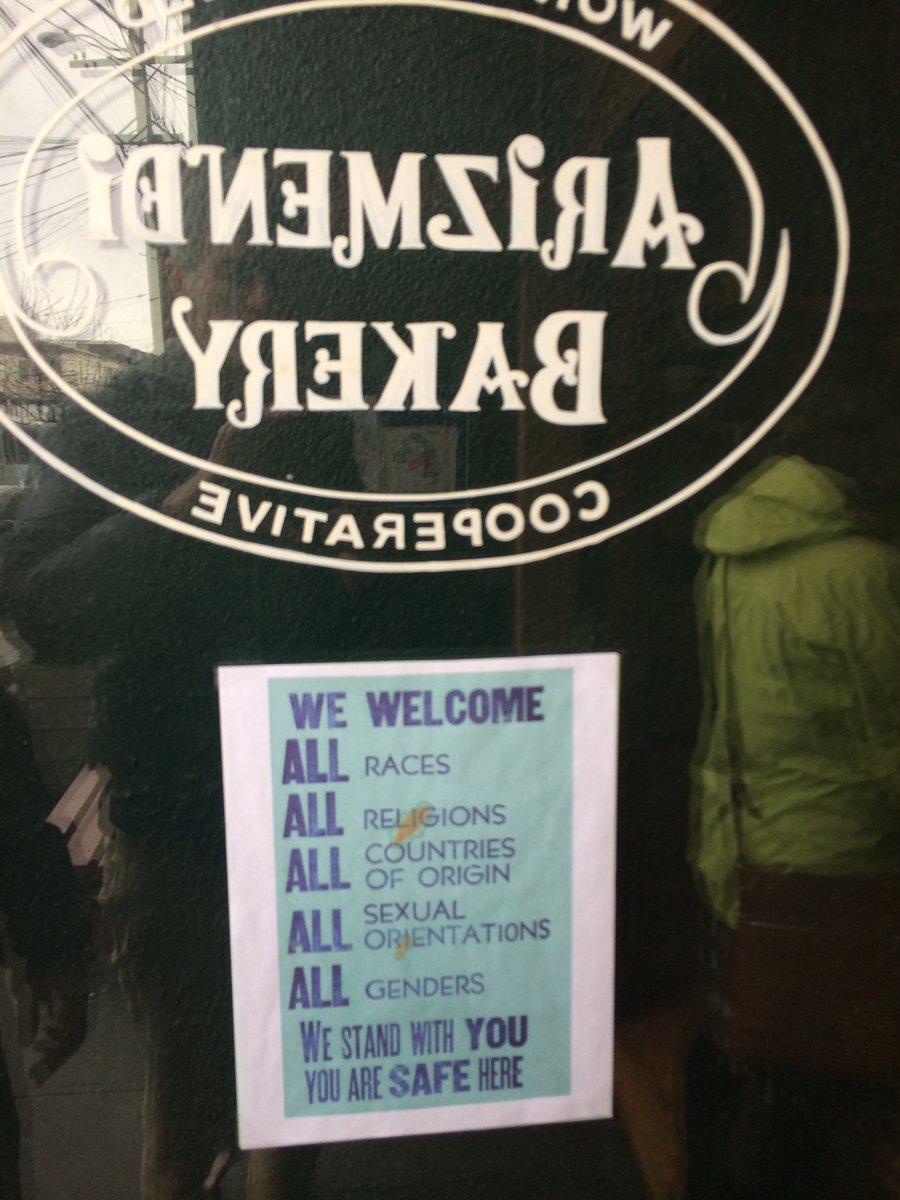 ARIZMENDI
BAKERY
COOPERATIVE
WE WELCOME
ALL RACES
ALL RELIGIONS
ALL COUNTRIES
OF ORIGIN
ALL SEXUAL
ORIENTATIONS
ALL GENDERS
WE STAND WITH YOU
YOU ARE SAFE HERE